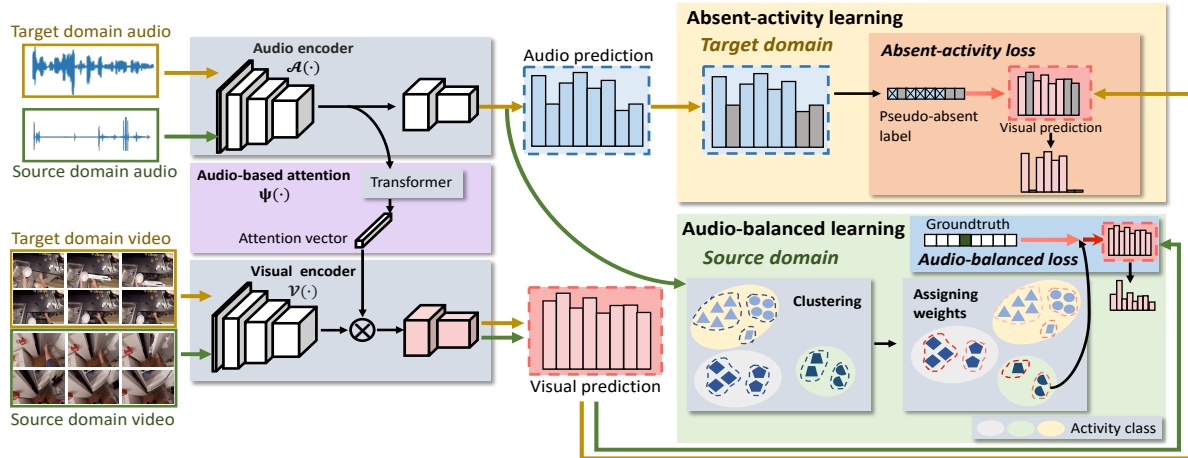 Target domain audio
Source domain audio
Target domain video
Source domain video
Audio encoder
𝒜(·)
Audio-based attention
ψ(·)
Transformer
Attention vector
Visual encoder
𝒱(·)
Audio prediction
Visual prediction
Absent-activity learning
Target domain
Absent-activity loss
Pseudo-absent
label
Visual prediction
Audio-balanced learning
Source domain
Groundtruth
Audio-balanced loss
Clustering
Assigning
weights
Activity class